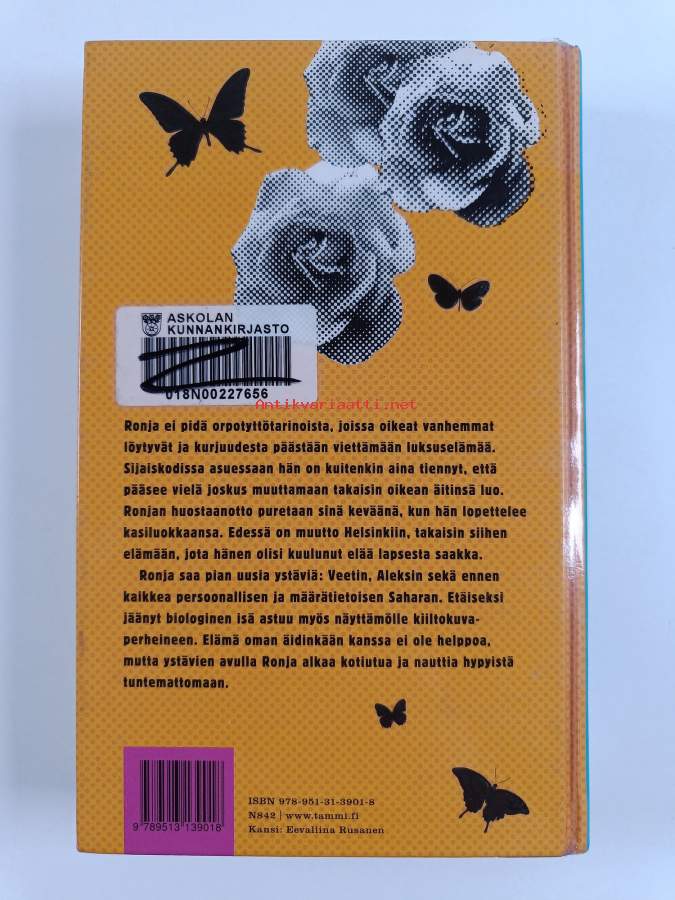 ASKOLAN
KUNNANKIRJASTO
018N00227656
Antikvariaatti.net
Ronja ei pidä orpotyttötarinoista, joissa oikeat vanhemmat
löytyvät ja kurjuudesta päästään viettämään luksuselämää.
Sijaiskodissa asuessaan hän on kuitenkin aina tiennyt, että
pääsee vielä joskus muuttamaan takaisin oikean äitinsä luo.
Ronjan huostaanotto puretaan sinä keväänä, kun hän lopettelee
kasiluokkaansa. Edessä on muutto Helsinkiin, takaisin siihen
elämään, jota hänen olisi kuulunut elää lapsesta saakka.
Ronja saa pian uusia ystäviä: Veetin, Aleksin sekä ennen
kaikkea persoonallisen ja määrätietoisen Saharan. Etäiseksi
jäänyt biologinen isä astuu myös näyttämölle kiiltokuva-
perheineen. Elämä oman äidinkään kanssa ei ole helppoa,
mutta ystävien avulla Ronja alkaa kotiutua ja nauttia hypyistä
tuntemattomaan.
ISBN 978-951-31-3901-8
N842 | www.tammi.fi
Kansi: Eevaliina Rusanen
9 789513 139018